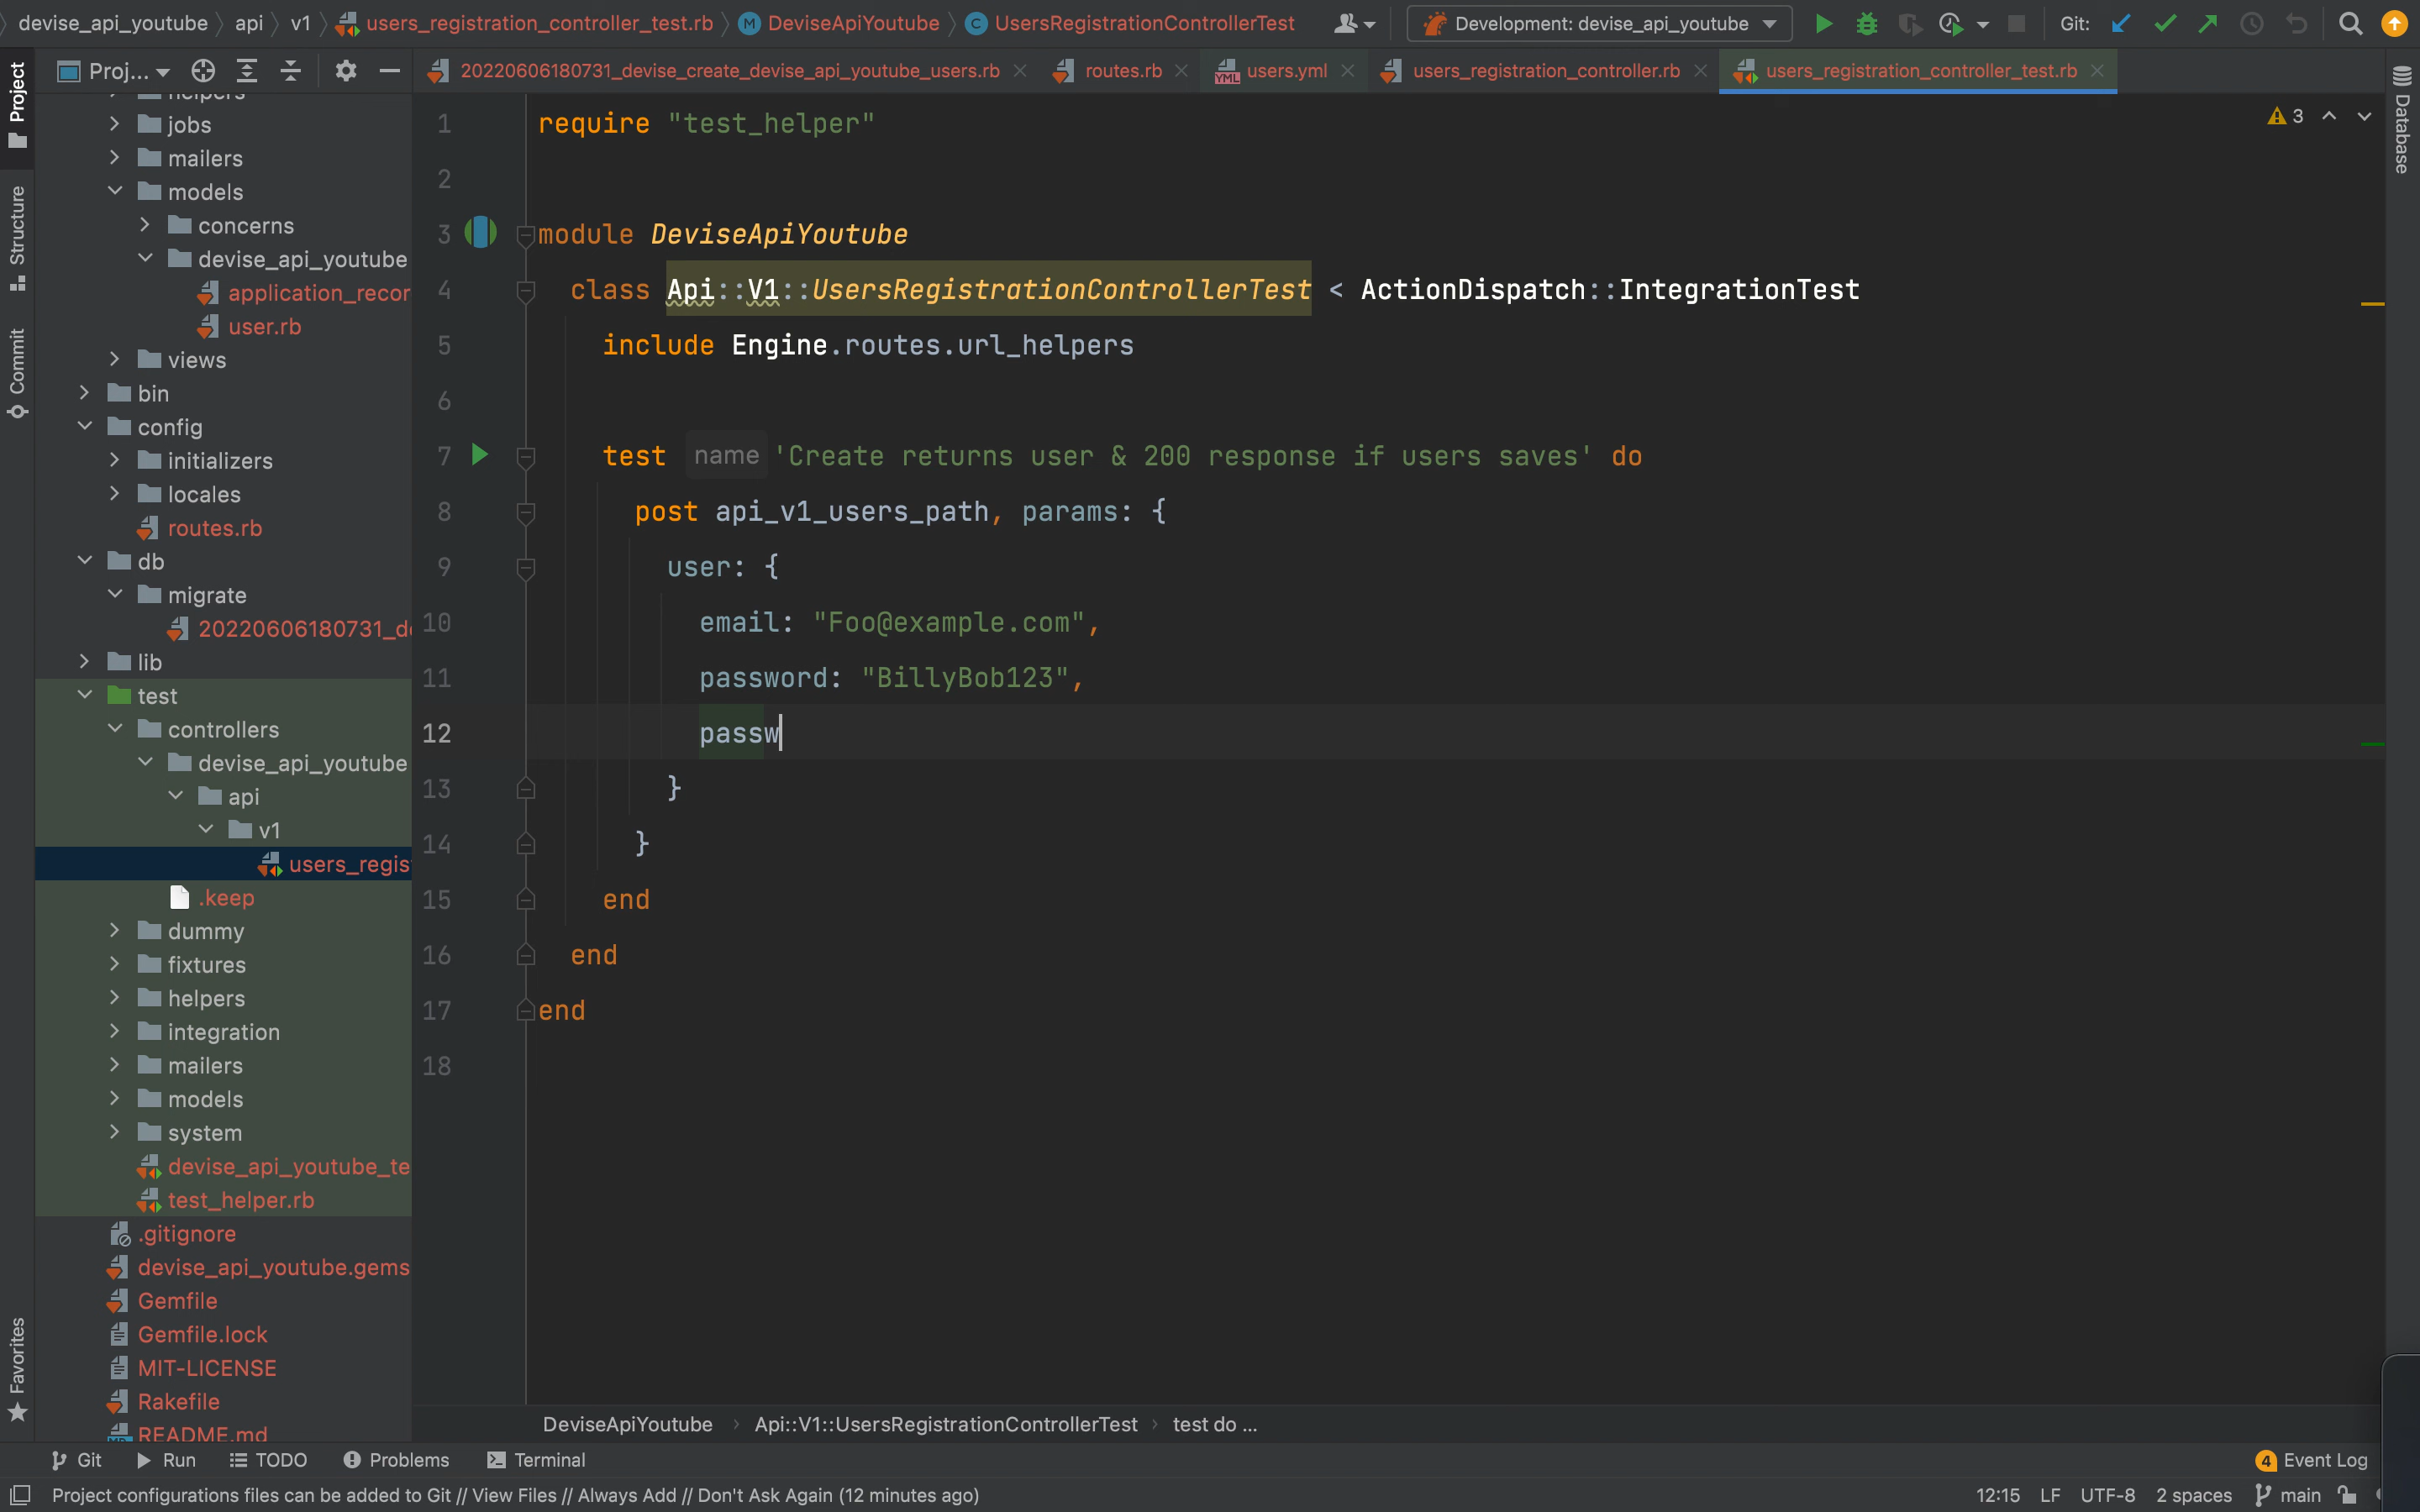 devise_api_youtube api v1 users_registration_controller_test.rb M DeviseApiYoutube C UsersRegistrationControllerTest Development: devise_api_youtube Git:
Proj... 20220606180731_devise_create_devise_api_youtube_users.rb routes.rb YML users.yml users_registration_controller.rb users_registration_controller_test.rb
Project
Structure
Commit
Favorites
Database
helpers
jobs
mailers
models
concerns
devise_api_youtube
application_recor
user.rb
views
bin
config
initializers
locales
routes.rb
db
migrate
20220606180731_de
lib
test
controllers
devise_api_youtube
api
v1
users_regis
.keep
dummy
fixtures
helpers
integration
mailers
models
system
devise_api_youtube_te
test_helper.rb
.gitignore
devise_api_youtube.gems
Gemfile
Gemfile.lock
MIT-LICENSE
Rakefile
README.md
3
1 require "test_helper"
2
3 module DeviseApiYoutube
4 class Api::V1::UsersRegistrationControllerTest < ActionDispatch::IntegrationTest
5 include Engine.routes.url_helpers
6
7 test name 'Create returns user & 200 response if users saves' do
8 post api_v1_users_path, params: {
9 user: {
10 email: "Foo@example.com",
11 password: "BillyBob123",
12 passw
13 }
14 }
15 end
16 end
17 end
18
DeviseApiYoutube Api::V1::UsersRegistrationControllerTest test do ...
Git Run TODO Problems Terminal 4 Event Log
Project configurations files can be added to Git // View Files // Always Add // Don't Ask Again (12 minutes ago) 12:15 LF UTF-8 2 spaces main